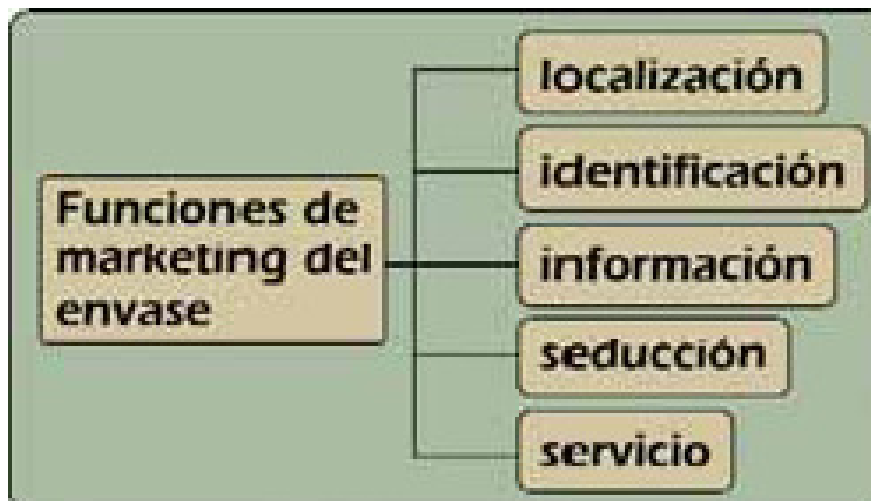 Funciones de
marketing del
envase
localización
identificación
información
seducción
servicio